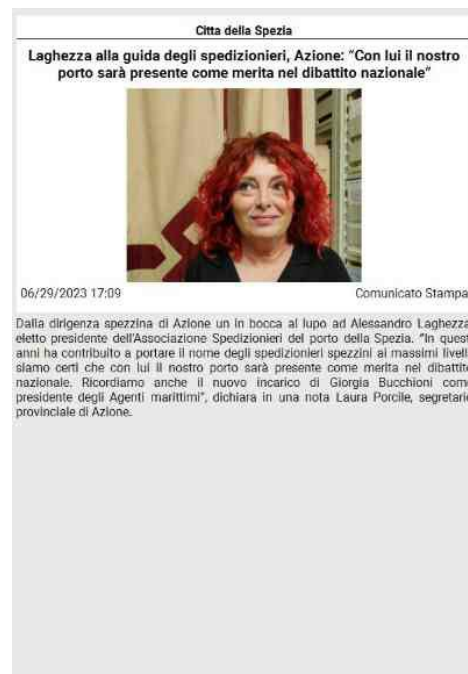 Citta della Spezia
Laghezza alla guida degli spedizionieri, Azione: "Con lui il nostro
porto sarà presente come merita nel dibattito nazionale"
06/29/2023 17:09 Comunicato Stampa
Dalla dirigenza spezzina di Azione un in bocca al lupo ad Alessandro Laghezza,
eletto presidente dell'Associazione Spedizionieri del porto della Spezia. "In quest
anni ha contribuito a portare il nome degli spedizionieri spezzini ai massimi livell
siamo certi che con lui il nostro porto sarà presente come merita nel dibattito
nazionale. Ricordiamo anche il nuovo incarico di Giorgia Bucchioni come
presidente degli Agenti marittimi", dichiara in una nota Laura Porcile, segretari
provinciale di Azione.